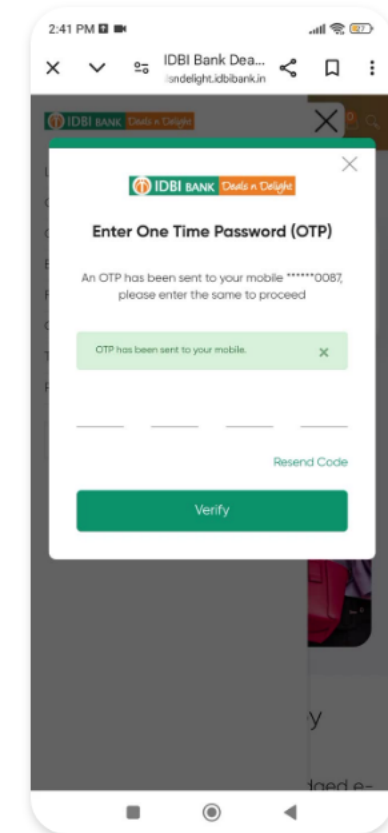 2:41 PM
27
IDBI Bank Dea...
sndelight.idbibank.in
IDBI BANK Deals n Delight
IDBI BANK Deals n Delight
Enter One Time Password (OTP)
An OTP has been sent to your mobile ******0087,
please enter the same to proceed
OTP has been sent to your mobile.
Resend Code
Verify
y
dged e-